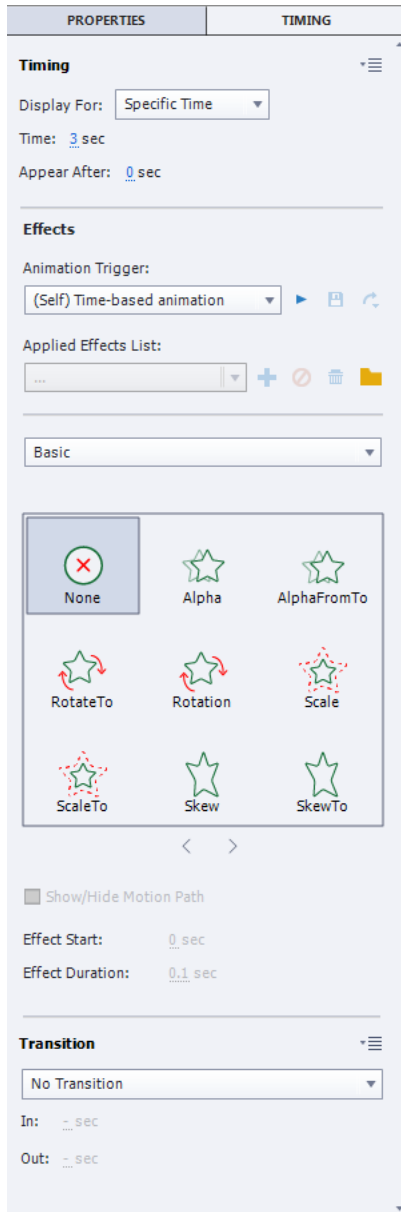 PROPERTIES TIMING
Timing
Display For: Specific Time
Time: 3 sec
Appear After: 0 sec
Effects
Animation Trigger:
(Self) Time-based animation
Applied Effects List:
...
Basic
None Alpha AlphaFromTo
RotateTo Rotation Scale
ScaleTo Skew SkewTo
Show/Hide Motion Path
Effect Start: 0 sec
Effect Duration: 0.1 sec
Transition
No Transition
In: - sec
Out: - sec